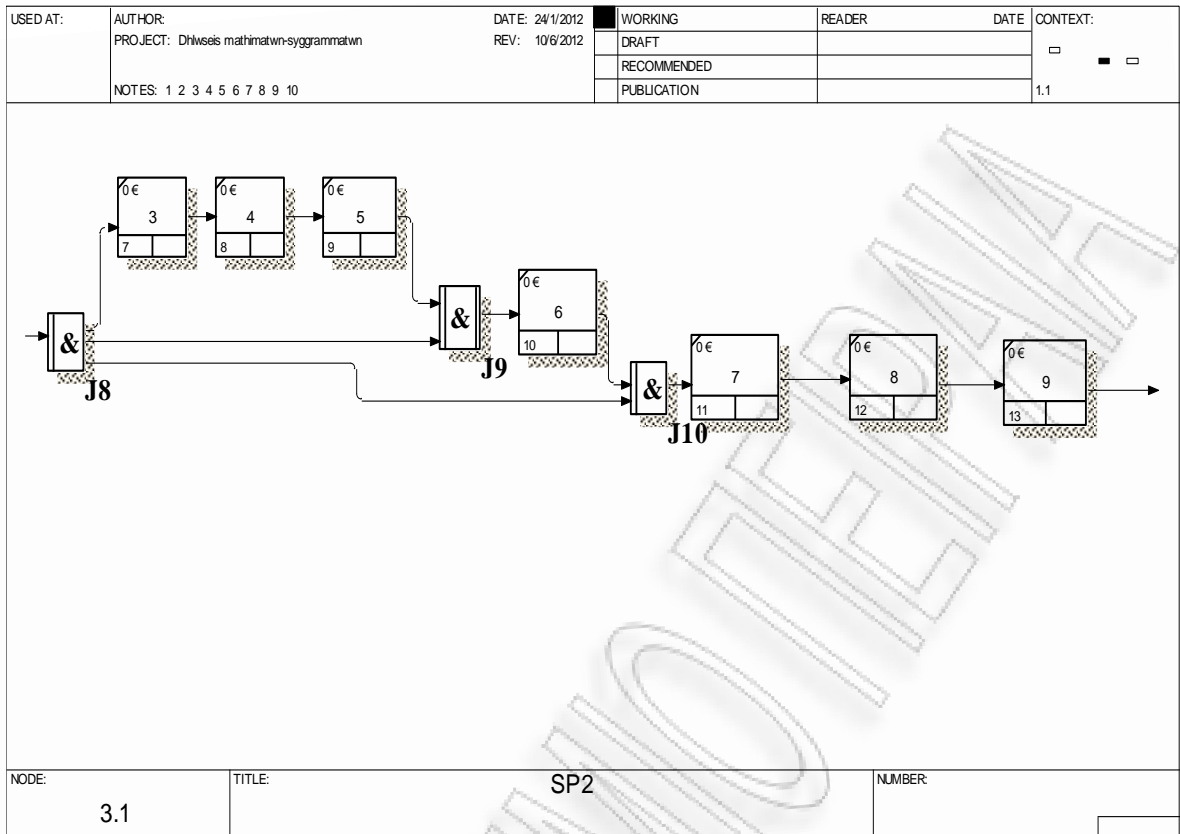 USED AT:
AUTHOR:
DATE: 24/1/2012
WORKING
READER
DATE
CONTEXT:
PROJECT: Dhlwseis mathimatwn-syggrammatwn
REV: 10/6/2012
DRAFT
RECOMMENDED
NOTES: 1 2 3 4 5 6 7 8 9 10
PUBLICATION
1.1
0 €
3
7
0 €
4
8
0 €
5
9
&
J8
&
J9
0 €
6
10
&
J10
0 €
7
11
0 €
8
12
0 €
9
13
NODE:
3.1
TITLE:
SP2
NUMBER: